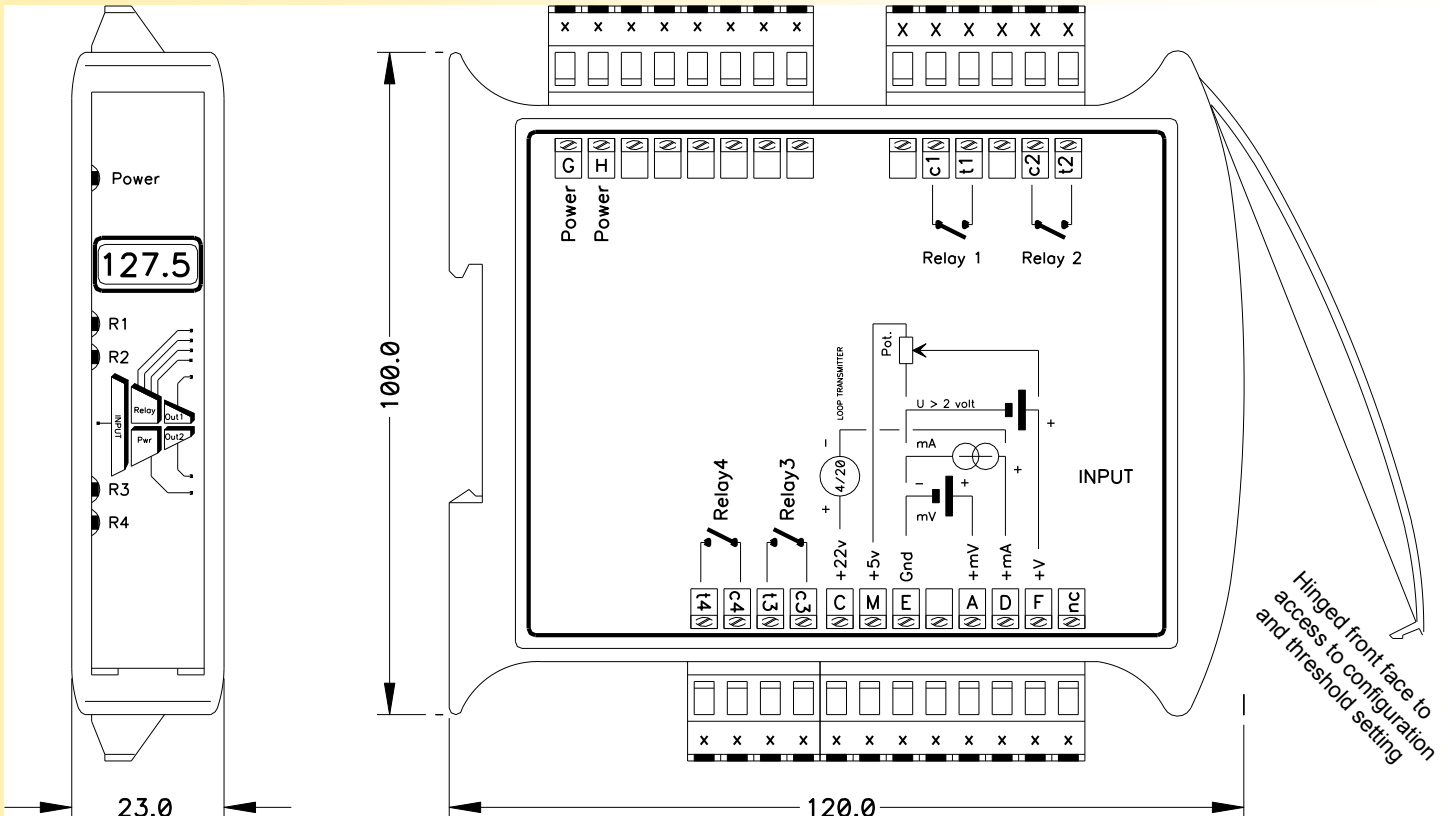 Power
127.5
R1
R2
INPUT
Relay
Pwr
Out1
Out2
R3
R4
23.0
100.0
x x x x x x x x
x x x x x x
G H
Power
Power
c1 t1 c2 t2
Relay 1 Relay 2
Pot.
LOOP TRANSMITTER
U > 2 volt
+
-
mA
4/20
+
- +
mV
+
INPUT
Relay4
Relay3
+22v
+5v
Gnd
+mV
+mA
+V
t4 c4 t3 c3 C M E A D F nc
x x x x x x x x x x x x
120.0
Hinged front face to
access to configuration
and threshold setting